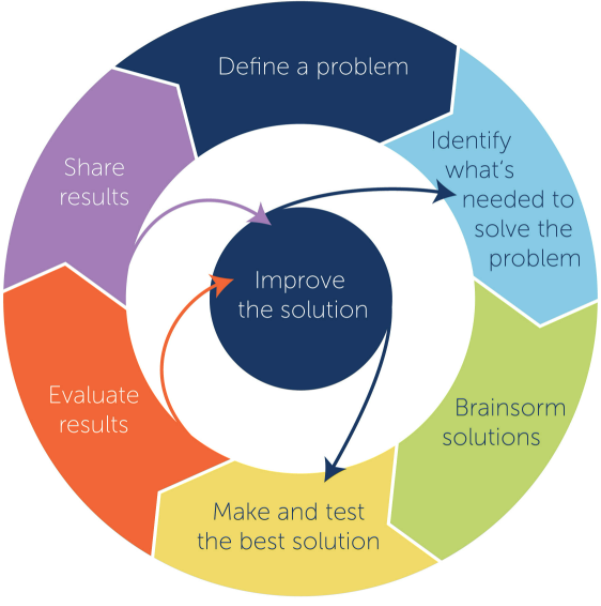 Define a problem
Identify
what's
needed to
solve the
problem
Brainsorm
solutions
Make and test
the best solution
Evaluate
results
Share
results
Improve
the solution